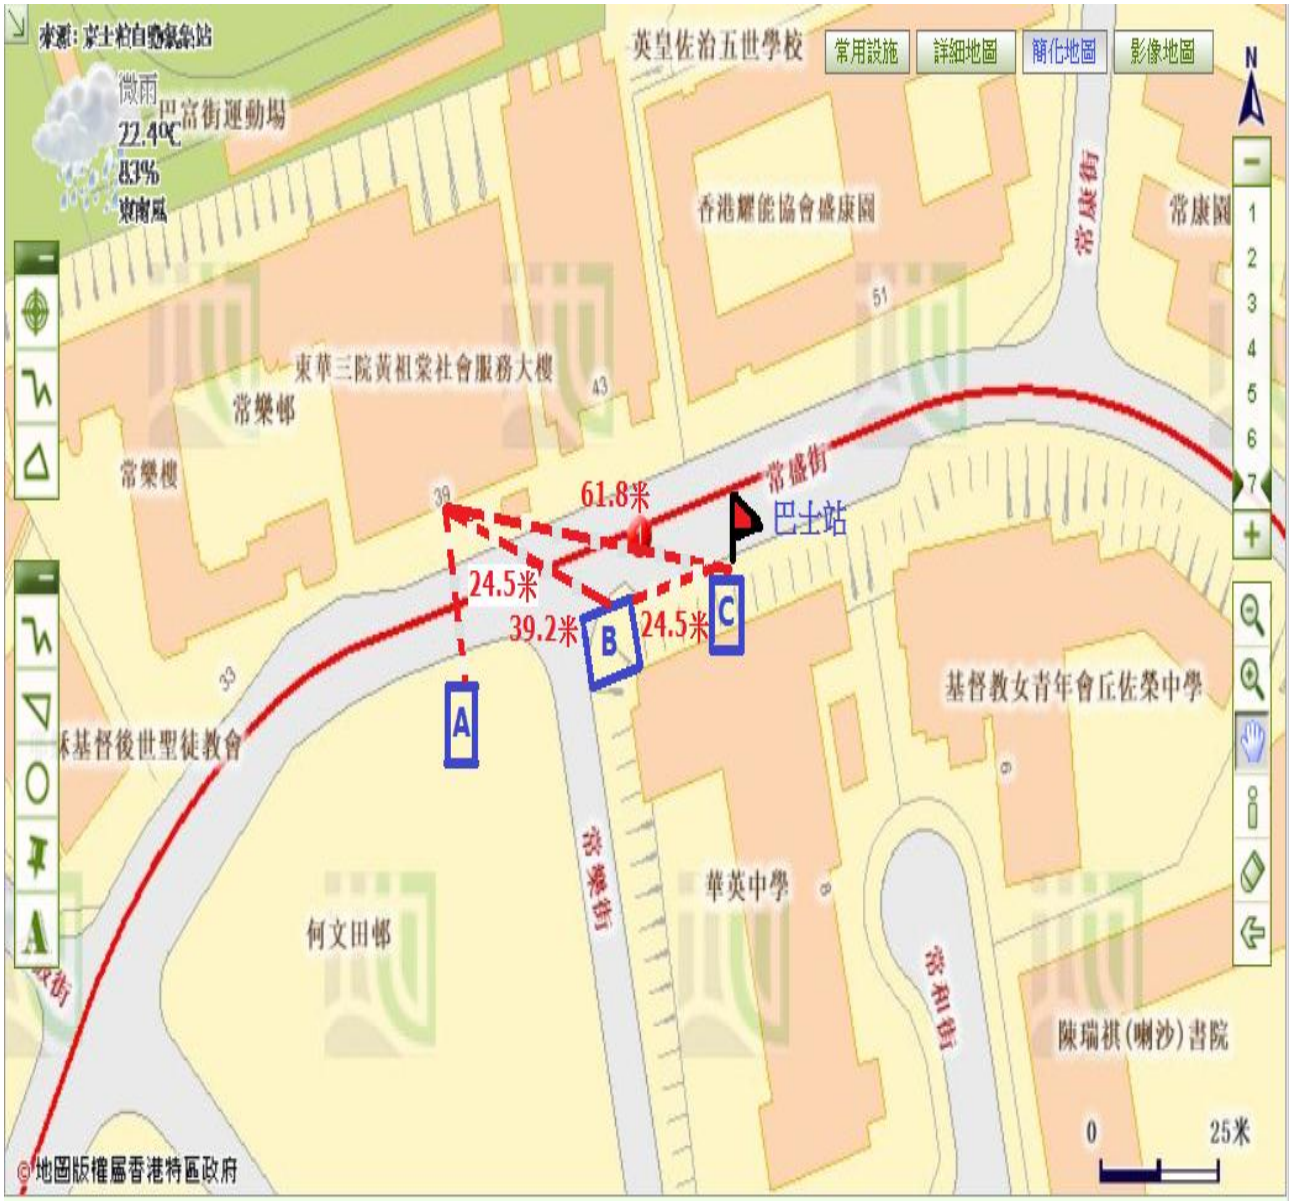 來源: 京士柏自動氣象站
微雨
22.4ºC
83%
東南風
巴富街運動場
英皇佐治五世學校
常用設施
詳細地圖
簡化地圖
影像地圖
N
香港耀能協會盛康園
常康街
常康園
1
2
3
4
5
6
7
51
東華三院黃祖棠社會服務大樓
43
常樂邨
常樂樓
39
61.8米
常盛街
巴士站
24.5米
39.2米
24.5米
A
B
C
33
穌基督後世聖徒教會
基督教女青年會丘佐榮中學
6
常樂街
華英中學
8
何文田邨
常和街
陳瑞祺(喇沙)書院
0
25米
© 地圖版權屬香港特區政府